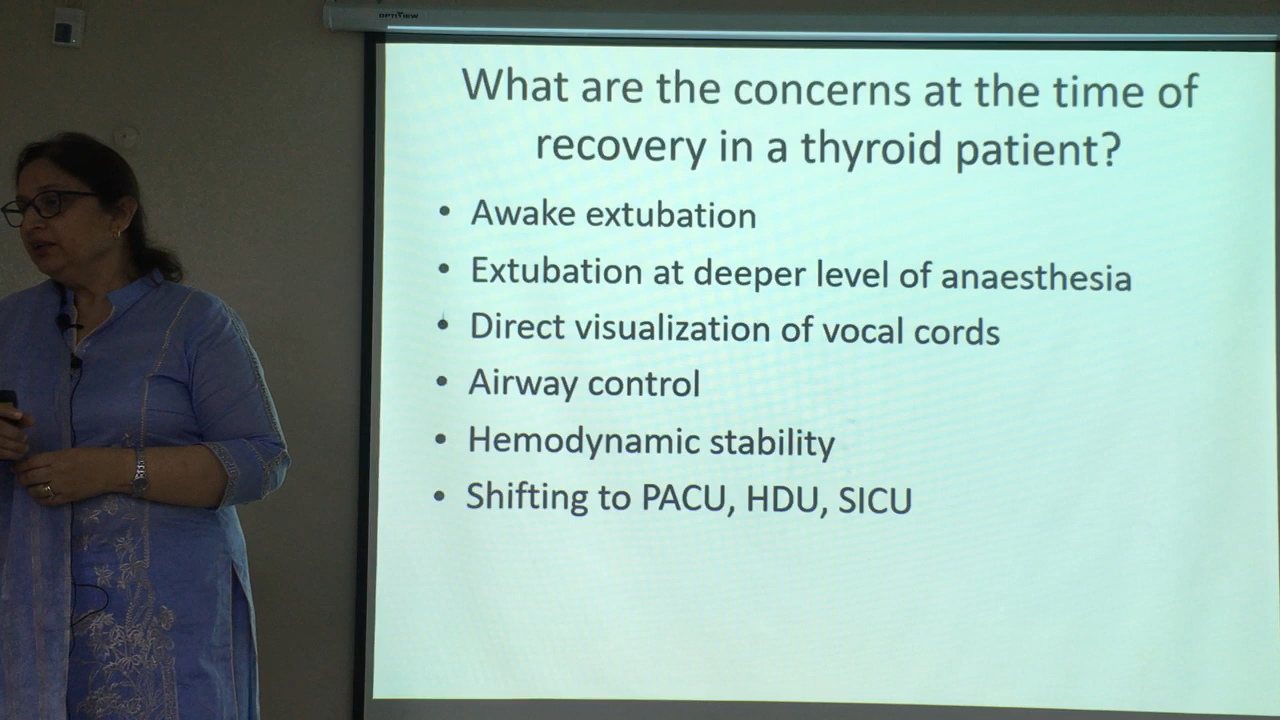 OPTIVIEW
What are the concerns at the time of
recovery in a thyroid patient?
• Awake extubation
• Extubation at deeper level of anaesthesia
• Direct visualization of vocal cords
• Airway control
• Hemodynamic stability
• Shifting to PACU, HDU, SICU